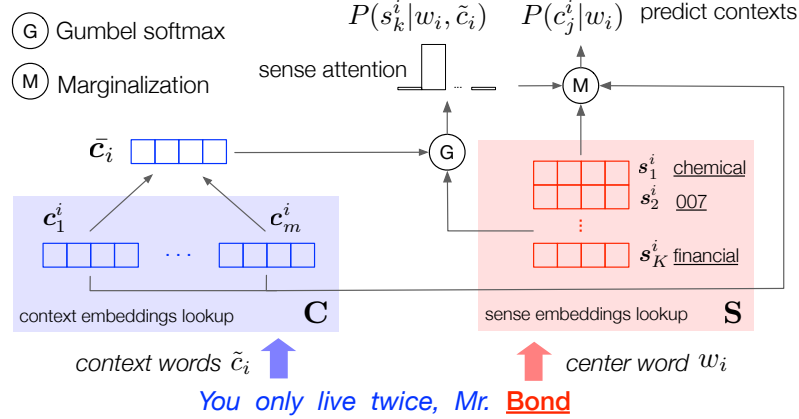 G Gumbel softmax
M Marginalization
P(s_k^i|w_i, c̃_i)
P(c_j^i|w_i) predict contexts
sense attention
...
M
c̄_i
G
s_1^i chemical
s_2^i 007
⋮
s_K^i financial
c_1^i
c_m^i
· · ·
context embeddings lookup C
sense embeddings lookup S
context words c̃_i
center word w_i
You only live twice, Mr. Bond